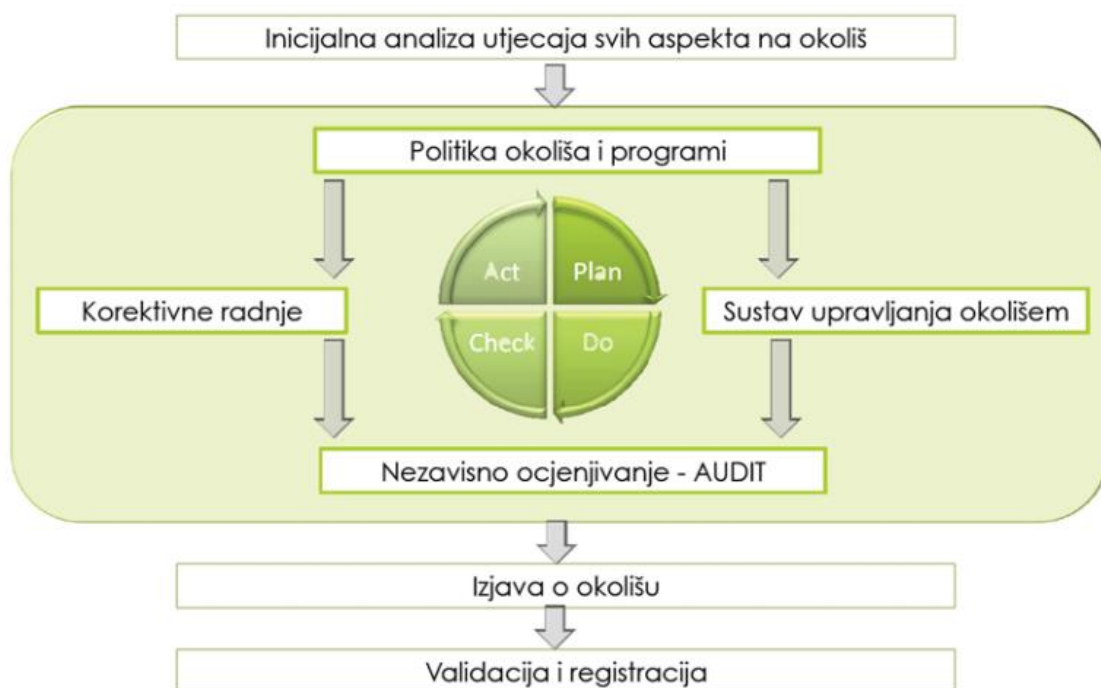 Inicijalna analiza utjecaja svih aspekta na okoliš
Politika okoliša i programi
Act
Plan
Korektivne radnje
Sustav upravljanja okolišem
Check
Do
Nezavisno ocjenjivanje - AUDIT
Izjava o okolišu
Validacija i registracija